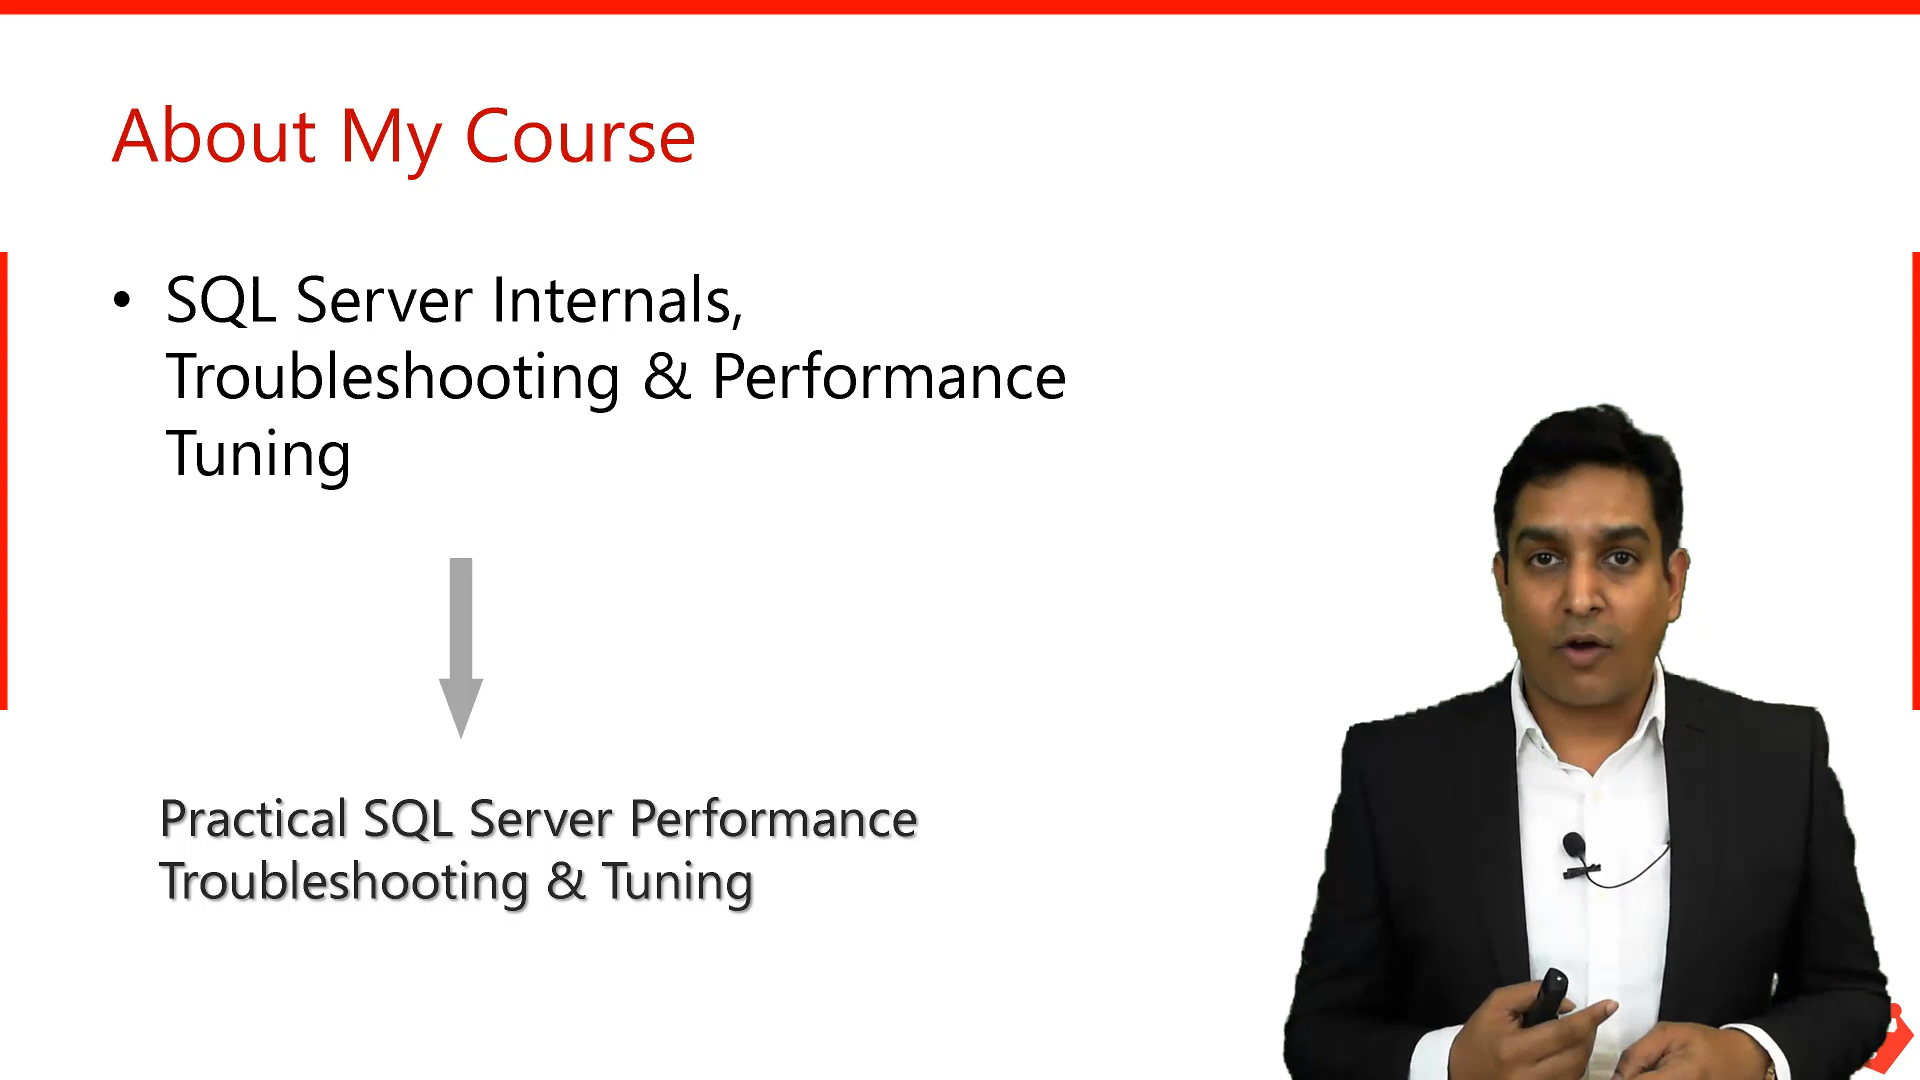 About My Course
• SQL Server Internals,
Troubleshooting & Performance
Tuning
Practical SQL Server Performance
Troubleshooting & Tuning